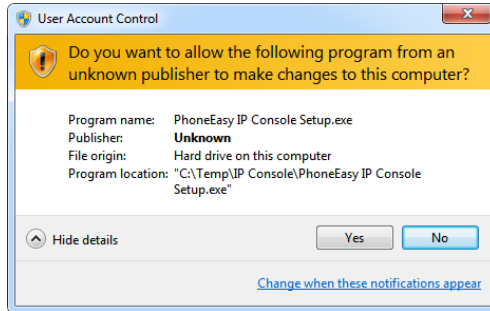 User Account Control
Do you want to allow the following program from an
unknown publisher to make changes to this computer?
Program name: PhoneEasy IP Console Setup.exe
Publisher: Unknown
File origin: Hard drive on this computer
Program location: "C:\Temp\IP Console\PhoneEasy IP Console
Setup.exe"
Hide details Yes No
Change when these notifications appear